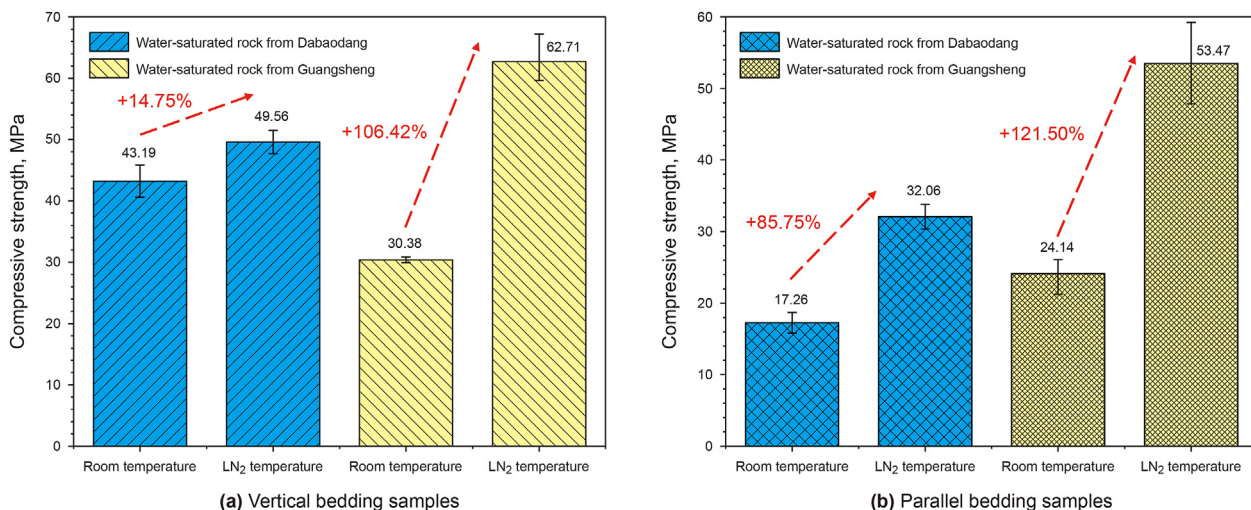 70
60
50
40
30
20
10
0
Compressive strength, MPa
Water-saturated rock from Dabaodang
Water-saturated rock from Guangsheng
+14.75%
+106.42%
43.19
49.56
30.38
62.71
Room temperature
LN2 temperature
Room temperature
LN2 temperature
(a) Vertical bedding samples
60
50
40
30
20
10
0
Compressive strength, MPa
Water-saturated rock from Dabaodang
Water-saturated rock from Guangsheng
+85.75%
+121.50%
17.26
32.06
24.14
53.47
Room temperature
LN2 temperature
Room temperature
LN2 temperature
(b) Parallel bedding samples